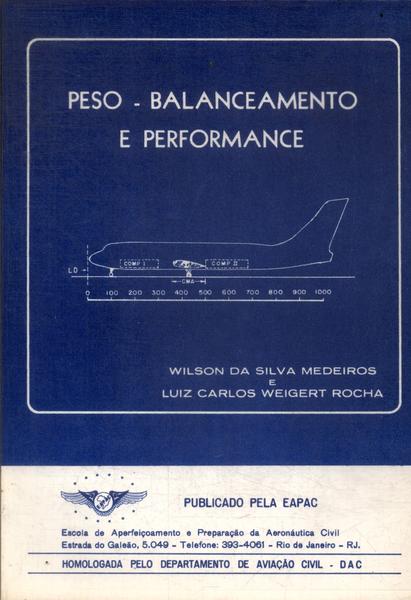 PESO - BALANCEAMENTO
E PERFORMANCE
COMP I
COMP II
LD
CMA
0 100 200 300 400 500 600 700 800 900 1000
WILSON DA SILVA MEDEIROS
E
LUIZ CARLOS WEIGERT ROCHA
PUBLICADO PELA EAPAC
Escola de Aperfeiçoamento e Preparação da Aeronáutica Civil
Estrada do Galeão, 5.049 - Telefone: 393-4061 - Rio de Janeiro - RJ.
HOMOLOGADA PELO DEPARTAMENTO DE AVIAÇÃO CIVIL - DAC